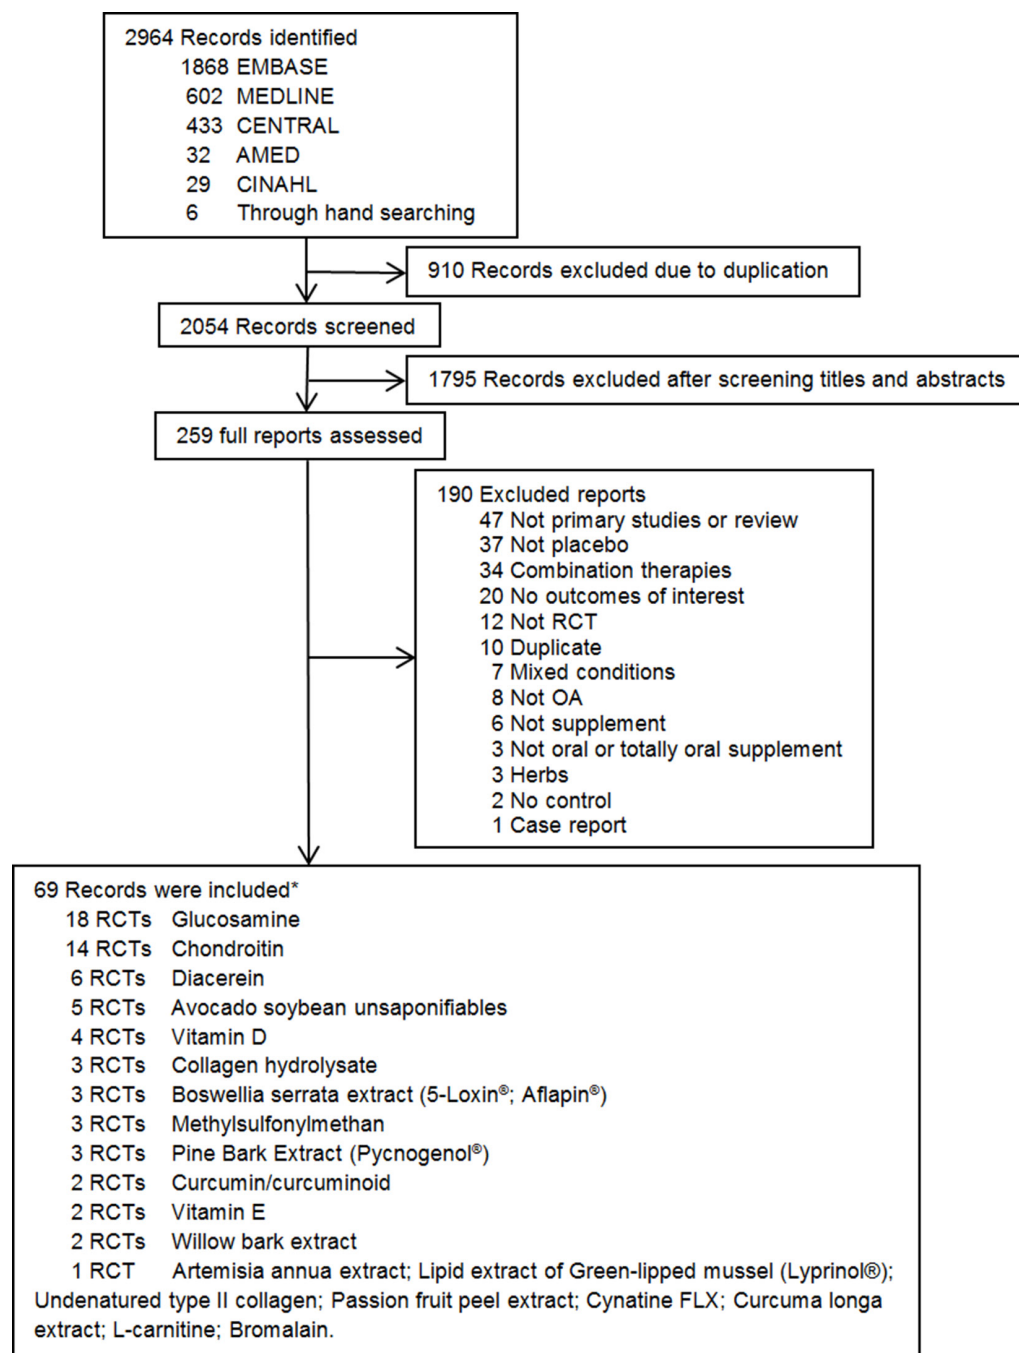 2964 Records identified
1868 EMBASE
602 MEDLINE
433 CENTRAL
32 AMED
29 CINAHL
6 Through hand searching
910 Records excluded due to duplication
2054 Records screened
1795 Records excluded after screening titles and abstracts
259 full reports assessed
190 Excluded reports
47 Not primary studies or review
37 Not placebo
34 Combination therapies
20 No outcomes of interest
12 Not RCT
10 Duplicate
7 Mixed conditions
8 Not OA
6 Not supplement
3 Not oral or totally oral supplement
3 Herbs
2 No control
1 Case report
69 Records were included*
18 RCTs Glucosamine
14 RCTs Chondroitin
6 RCTs Diacerein
5 RCTs Avocado soybean unsaponifiables
4 RCTs Vitamin D
3 RCTs Collagen hydrolysate
3 RCTs Boswellia serrata extract (5-Loxin®; Aflapin®)
3 RCTs Methylsulfonylmethan
3 RCTs Pine Bark Extract (Pycnogenol®)
2 RCTs Curcumin/curcuminoid
2 RCTs Vitamin E
2 RCTs Willow bark extract
1 RCT Artemisia annua extract; Lipid extract of Green-lipped mussel (Lyprinol®);
Undenatured type II collagen; Passion fruit peel extract; Cynatine FLX; Curcuma longa
extract; L-carnitine; Bromalain.